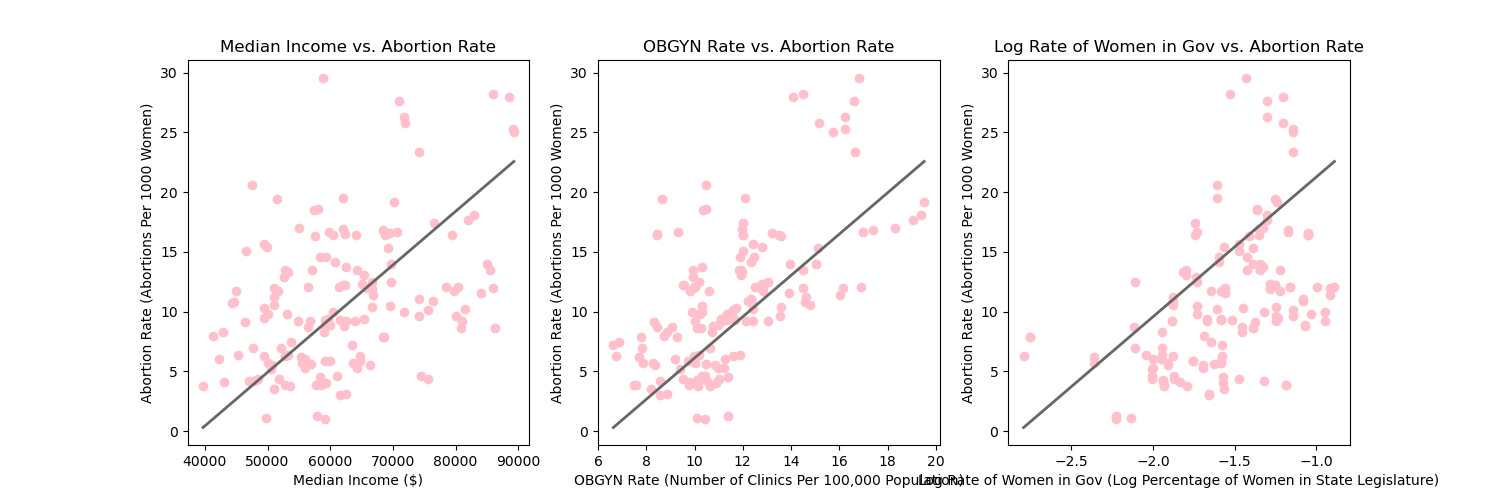 Median Income vs. Abortion Rate
Abortion Rate (Abortions Per 1000 Women)
30
25
20
15
10
5
0
40000 50000 60000 70000 80000 90000
Median Income ($)
OBGYN Rate vs. Abortion Rate
Abortion Rate (Abortions Per 1000 Women)
30
25
20
15
10
5
0
6 8 10 12 14 16 18 20
OBGYN Rate (Number of Clinics Per 100,000 Population)
Log Rate of Women in Gov vs. Abortion Rate
Abortion Rate (Abortions Per 1000 Women)
30
25
20
15
10
5
0
−2.5 −2.0 −1.5 −1.0
Log Rate of Women in Gov (Log Percentage of Women in State Legislature)